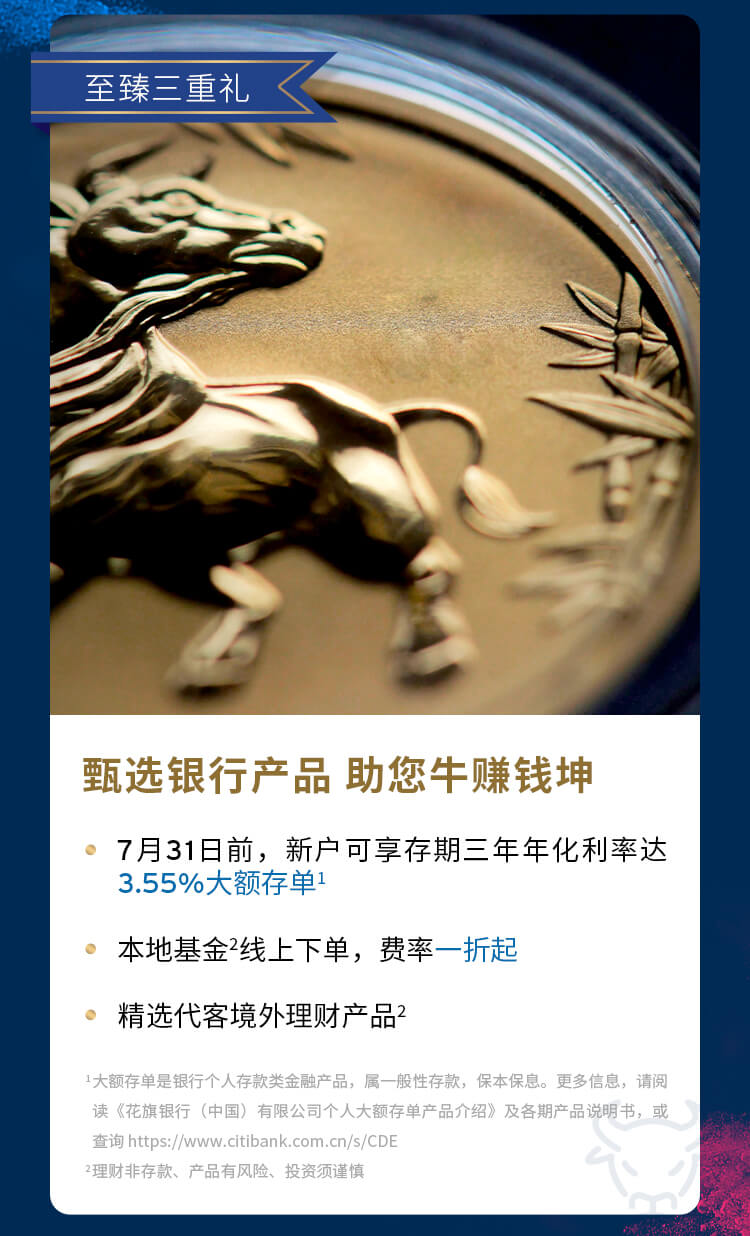 至臻三重礼
甄选银行产品 助您牛赚钱坤
7月31日前，新户可享存期三年年化利率达
3.55%大额存单¹
本地基金²线上下单，费率一折起
精选代客境外理财产品²
¹大额存单是银行个人存款类金融产品，属一般性存款，保本保息。更多信息，请阅
读《花旗银行（中国）有限公司个人大额存单产品介绍》及各期产品说明书，或
查询 https://www.citibank.com.cn/s/CDE
²理财非存款、产品有风险、投资须谨慎